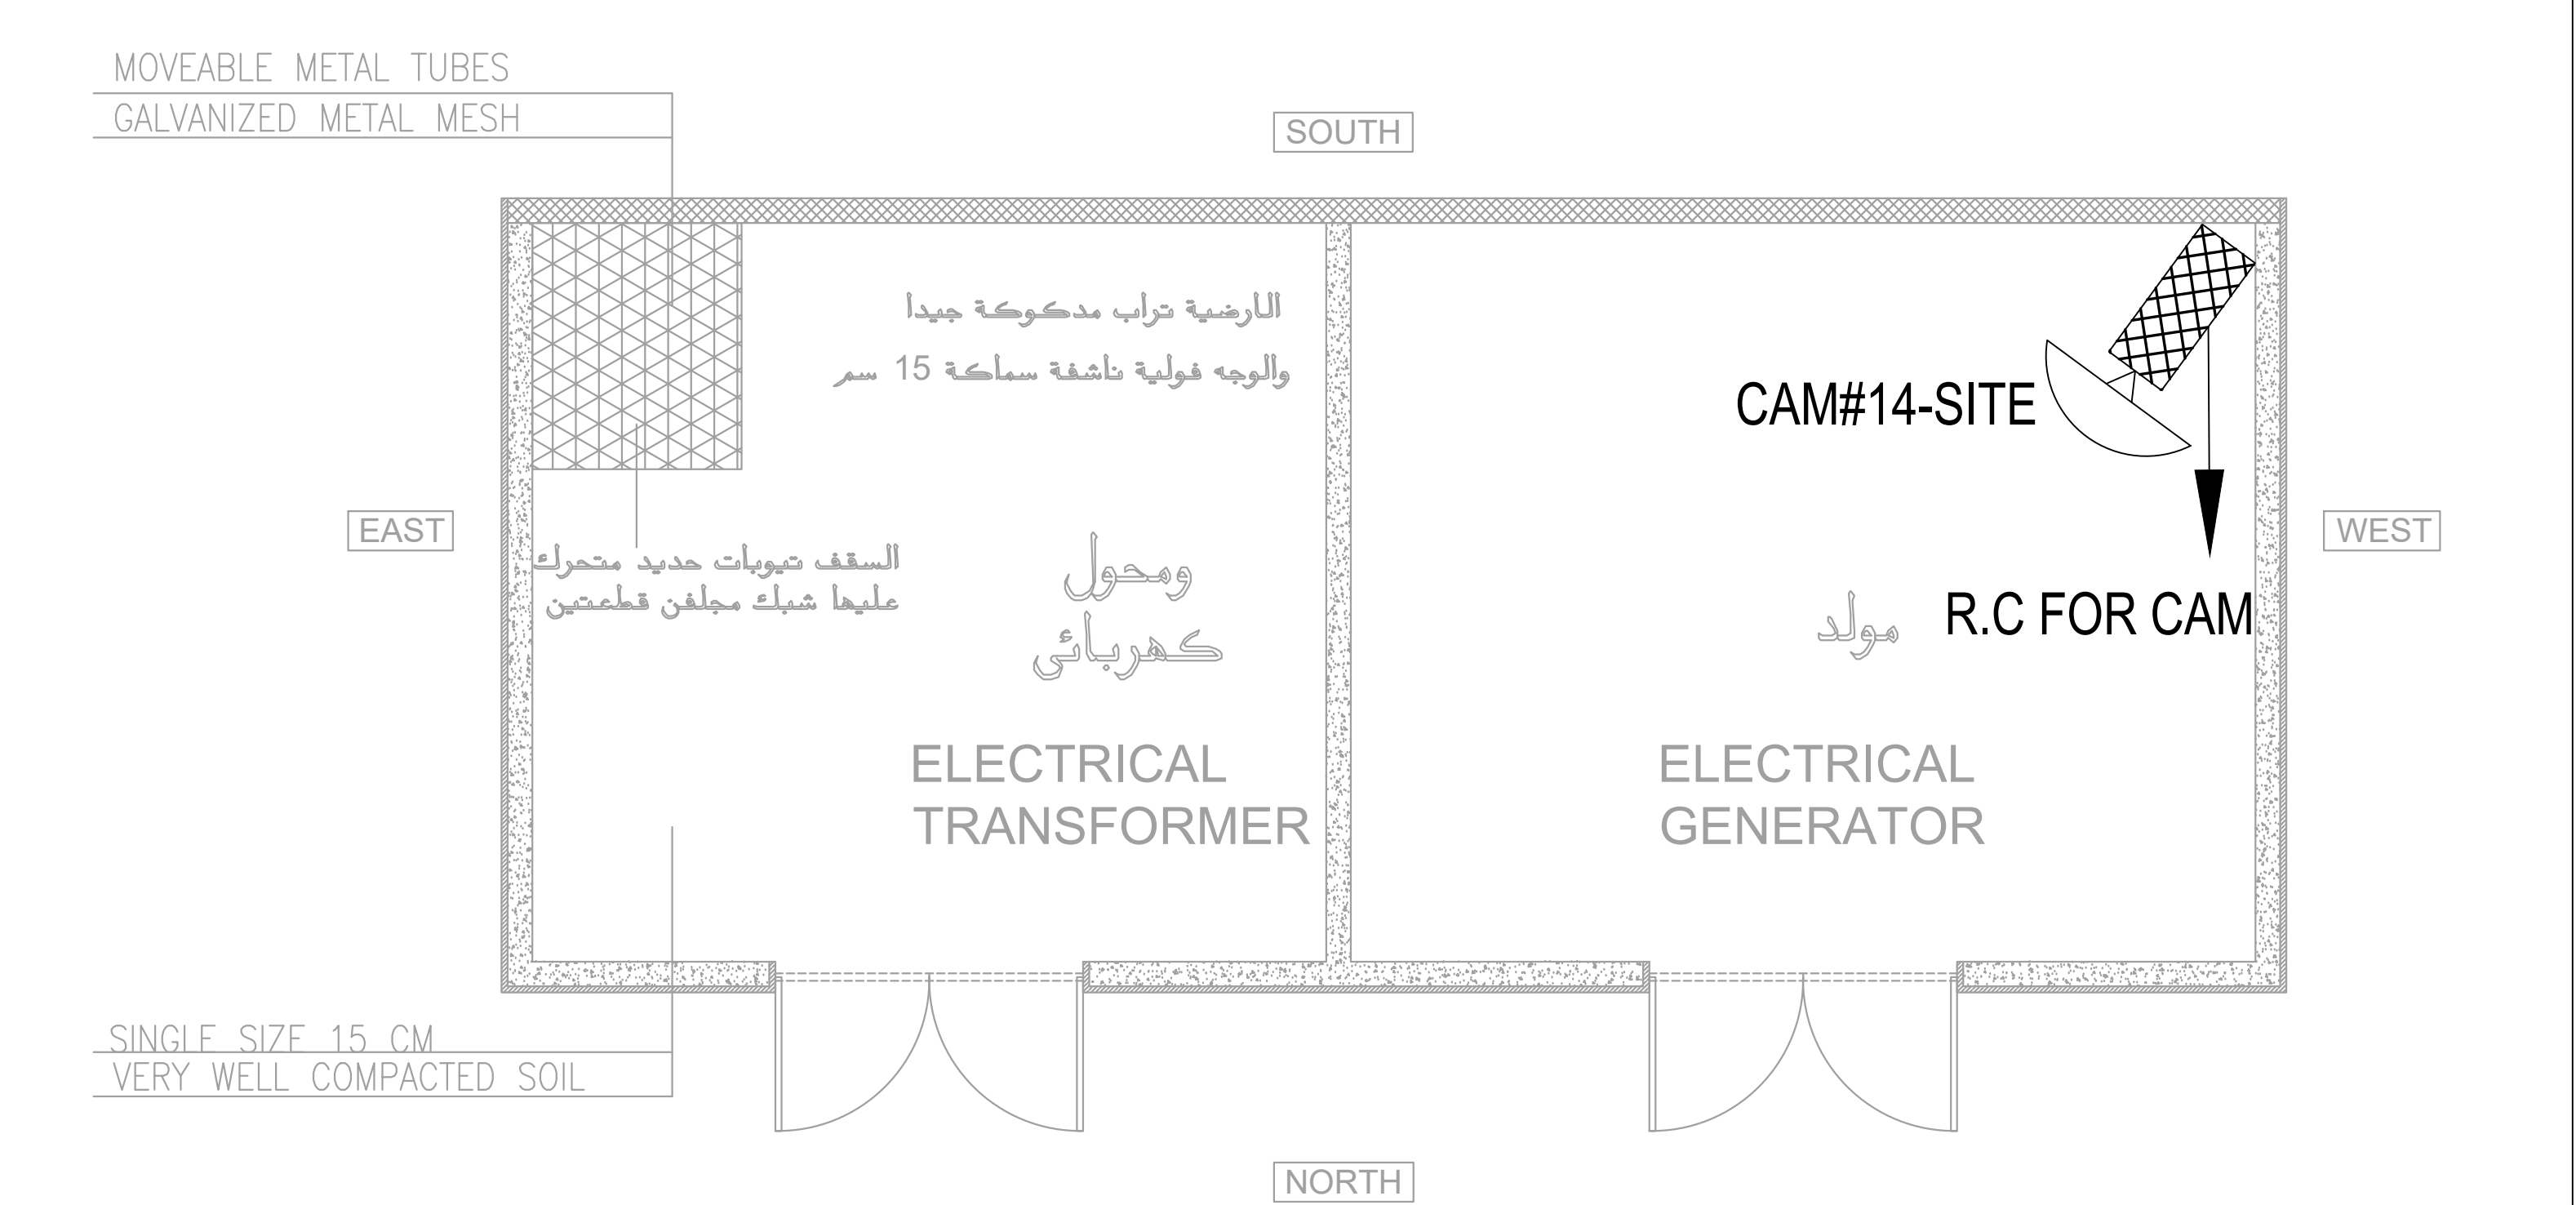 MOVEABLE METAL TUBES
GALVANIZED METAL MESH
SOUTH
الأرضية تراب مدكوكة جيدا
والوجه فولية ناشفة سماكة 15 سم
CAM#14-SITE
EAST
WEST
السقف تيوبات حديد متحرك
عليها شبك مجلفن قطعتين
ومحول
كهربائي
مولد
R.C FOR CAM
ELECTRICAL
TRANSFORMER
ELECTRICAL
GENERATOR
SINGLE SIZE 15 CM
VERY WELL COMPACTED SOIL
NORTH